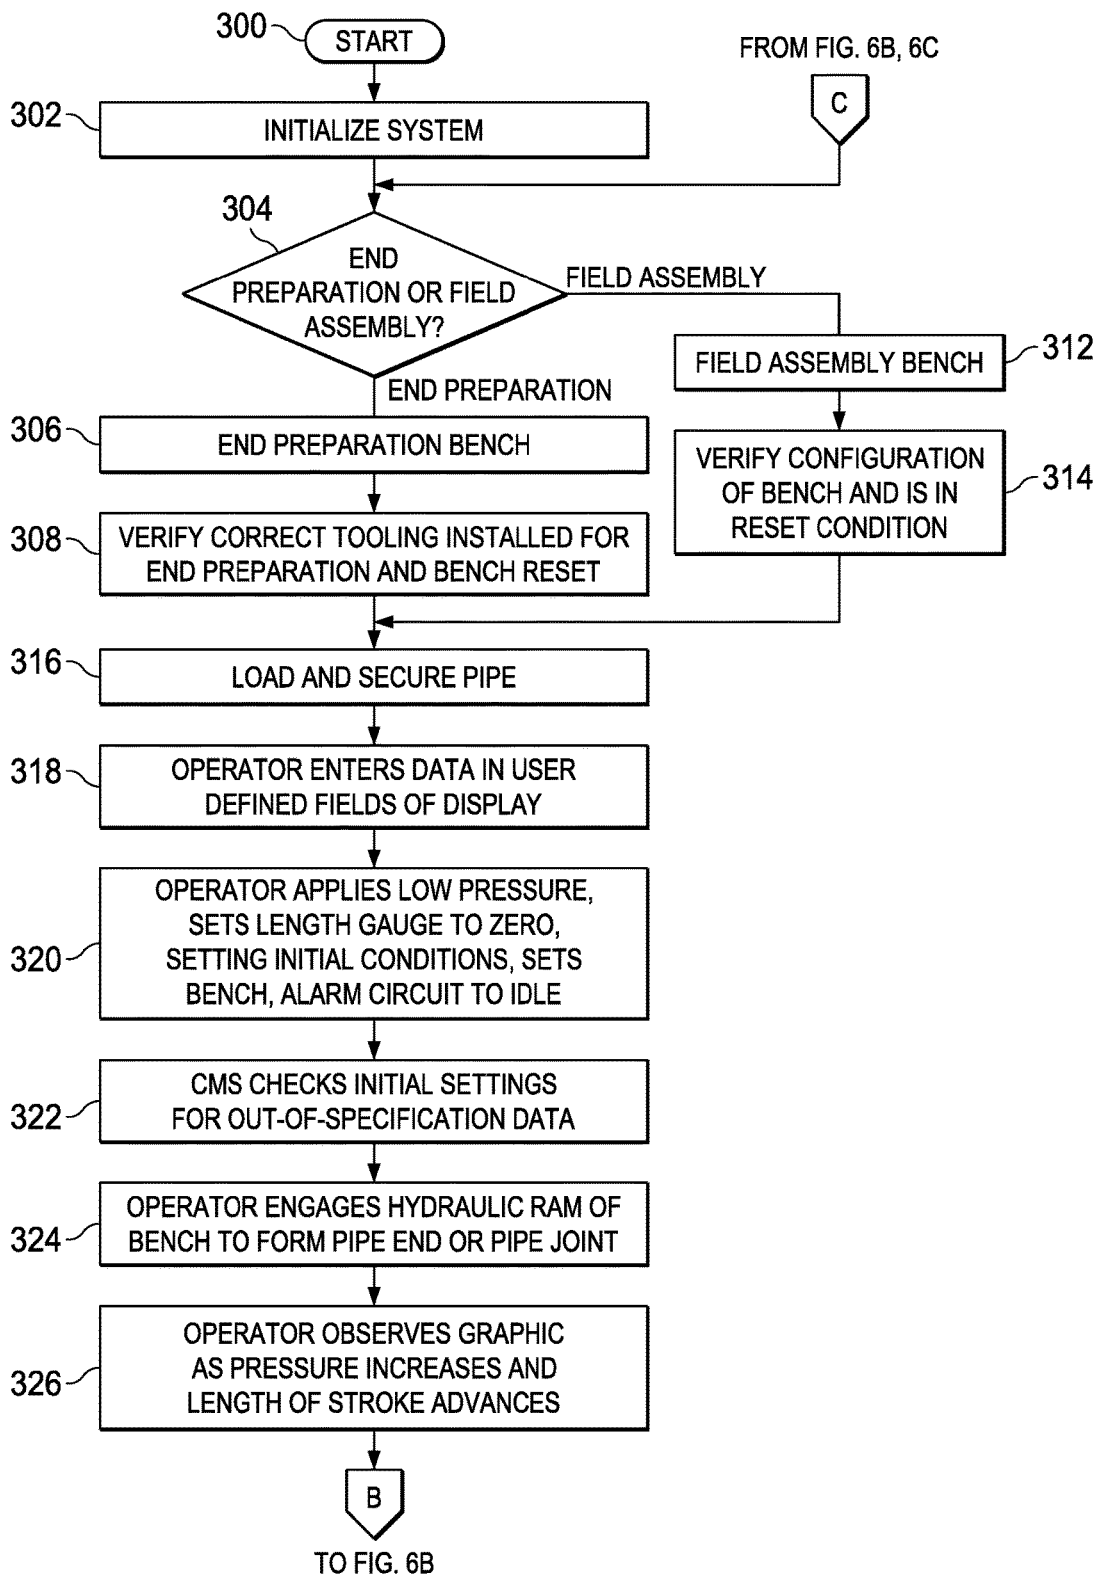 300
START
FROM FIG. 6B, 6C
C
302
INITIALIZE SYSTEM
304
END
PREPARATION OR FIELD
ASSEMBLY?
FIELD ASSEMBLY
END PREPARATION
312
FIELD ASSEMBLY BENCH
306
END PREPARATION BENCH
314
VERIFY CONFIGURATION
OF BENCH AND IS IN
RESET CONDITION
308
VERIFY CORRECT TOOLING INSTALLED FOR
END PREPARATION AND BENCH RESET
316
LOAD AND SECURE PIPE
318
OPERATOR ENTERS DATA IN USER
DEFINED FIELDS OF DISPLAY
320
OPERATOR APPLIES LOW PRESSURE,
SETS LENGTH GAUGE TO ZERO,
SETTING INITIAL CONDITIONS, SETS
BENCH, ALARM CIRCUIT TO IDLE
322
CMS CHECKS INITIAL SETTINGS
FOR OUT-OF-SPECIFICATION DATA
324
OPERATOR ENGAGES HYDRAULIC RAM OF
BENCH TO FORM PIPE END OR PIPE JOINT
326
OPERATOR OBSERVES GRAPHIC
AS PRESSURE INCREASES AND
LENGTH OF STROKE ADVANCES
B
TO FIG. 6B